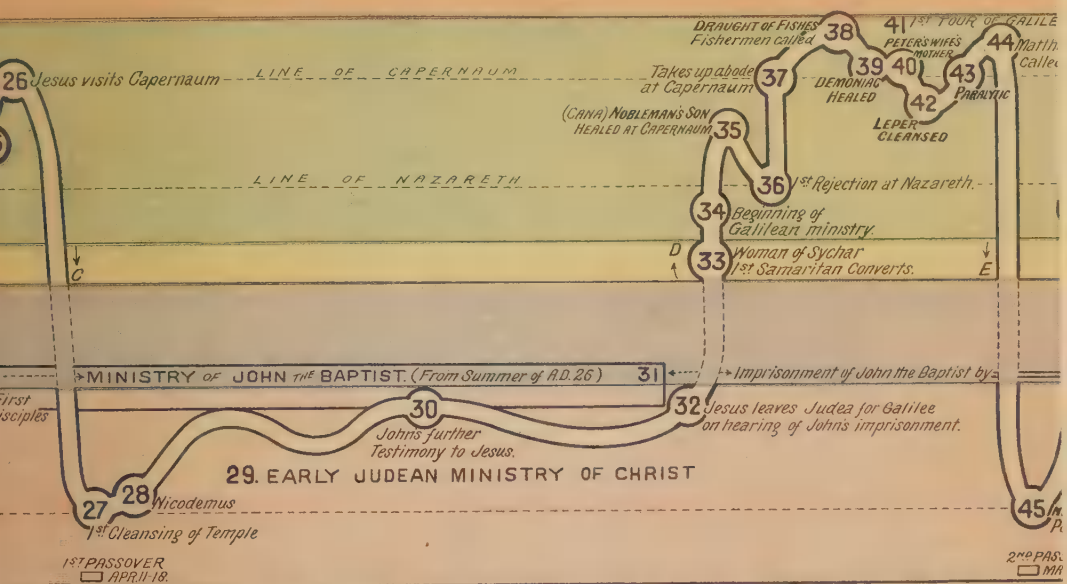 26 Jesus visits Capernaum
LINE OF CAPERNAUM
DRAUGHT OF FISHES
Fishermen called
38
41 1ST TOUR OF GALILE
PETER'S WIFE'S
MOTHER
44
Calle
Takes up abode
at Capernaum
37
39
40
43
DEMONIAC
HEALED
42
PARALYTIC
LEPER
CLEANSED
(CANA) NOBLEMAN'S SON
HEALED AT CAPERNAUM
35
LINE OF NAZARETH
36
1st Rejection at Nazareth.
34
Beginning of
Galilean ministry.
C
D
33
Woman of Sychar
1st Samaritan Converts.
E
MINISTRY OF JOHN THE BAPTIST. (From Summer of A.D. 26)
31
Imprisonment of John the Baptist by
First
isciples
30
John's further
Testimony to Jesus.
32
Jesus leaves Judea for Galilee
on hearing of John's imprisonment.
29. EARLY JUDEAN MINISTRY OF CHRIST
27
28
Nicodemus
1st Cleansing of Temple
45
1ST PASSOVER
APR.11-18.
2ND PAS
MA